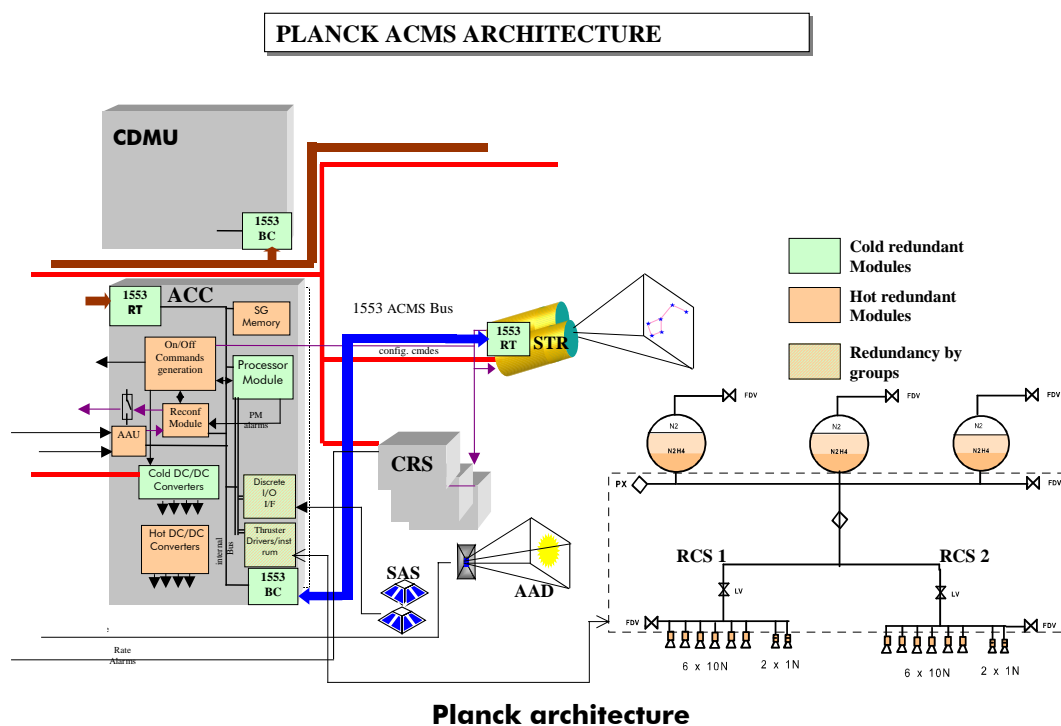 PLANCK ACMS ARCHITECTURE
CDMU
1553
BC
Cold redundant
Modules
Hot redundant
Modules
Redundancy by
groups
1553
RT
ACC
SG
Memory
1553 ACMS Bus
config. cmdes
1553
RT
STR
On/Off
Commands
generation
Processor
Module
Reconf
Module
PM
alarms
AAU
Cold DC/DC
Converters
Discrete
I/O
I/F
Hot DC/DC
Converters
internal
Bus
Thruster
Drivers/inst
rum
1553
BC
CRS
SAS
AAD
e
Rate
Alarms
FDV
FDV
FDV
N2
N2H4
N2
N2H4
N2
N2H4
PX
FDV
RCS 1
RCS 2
LV
LV
FDV
FDV
6 x 10N
2 x 1N
6 x 10N
2 x 1N
Planck architecture